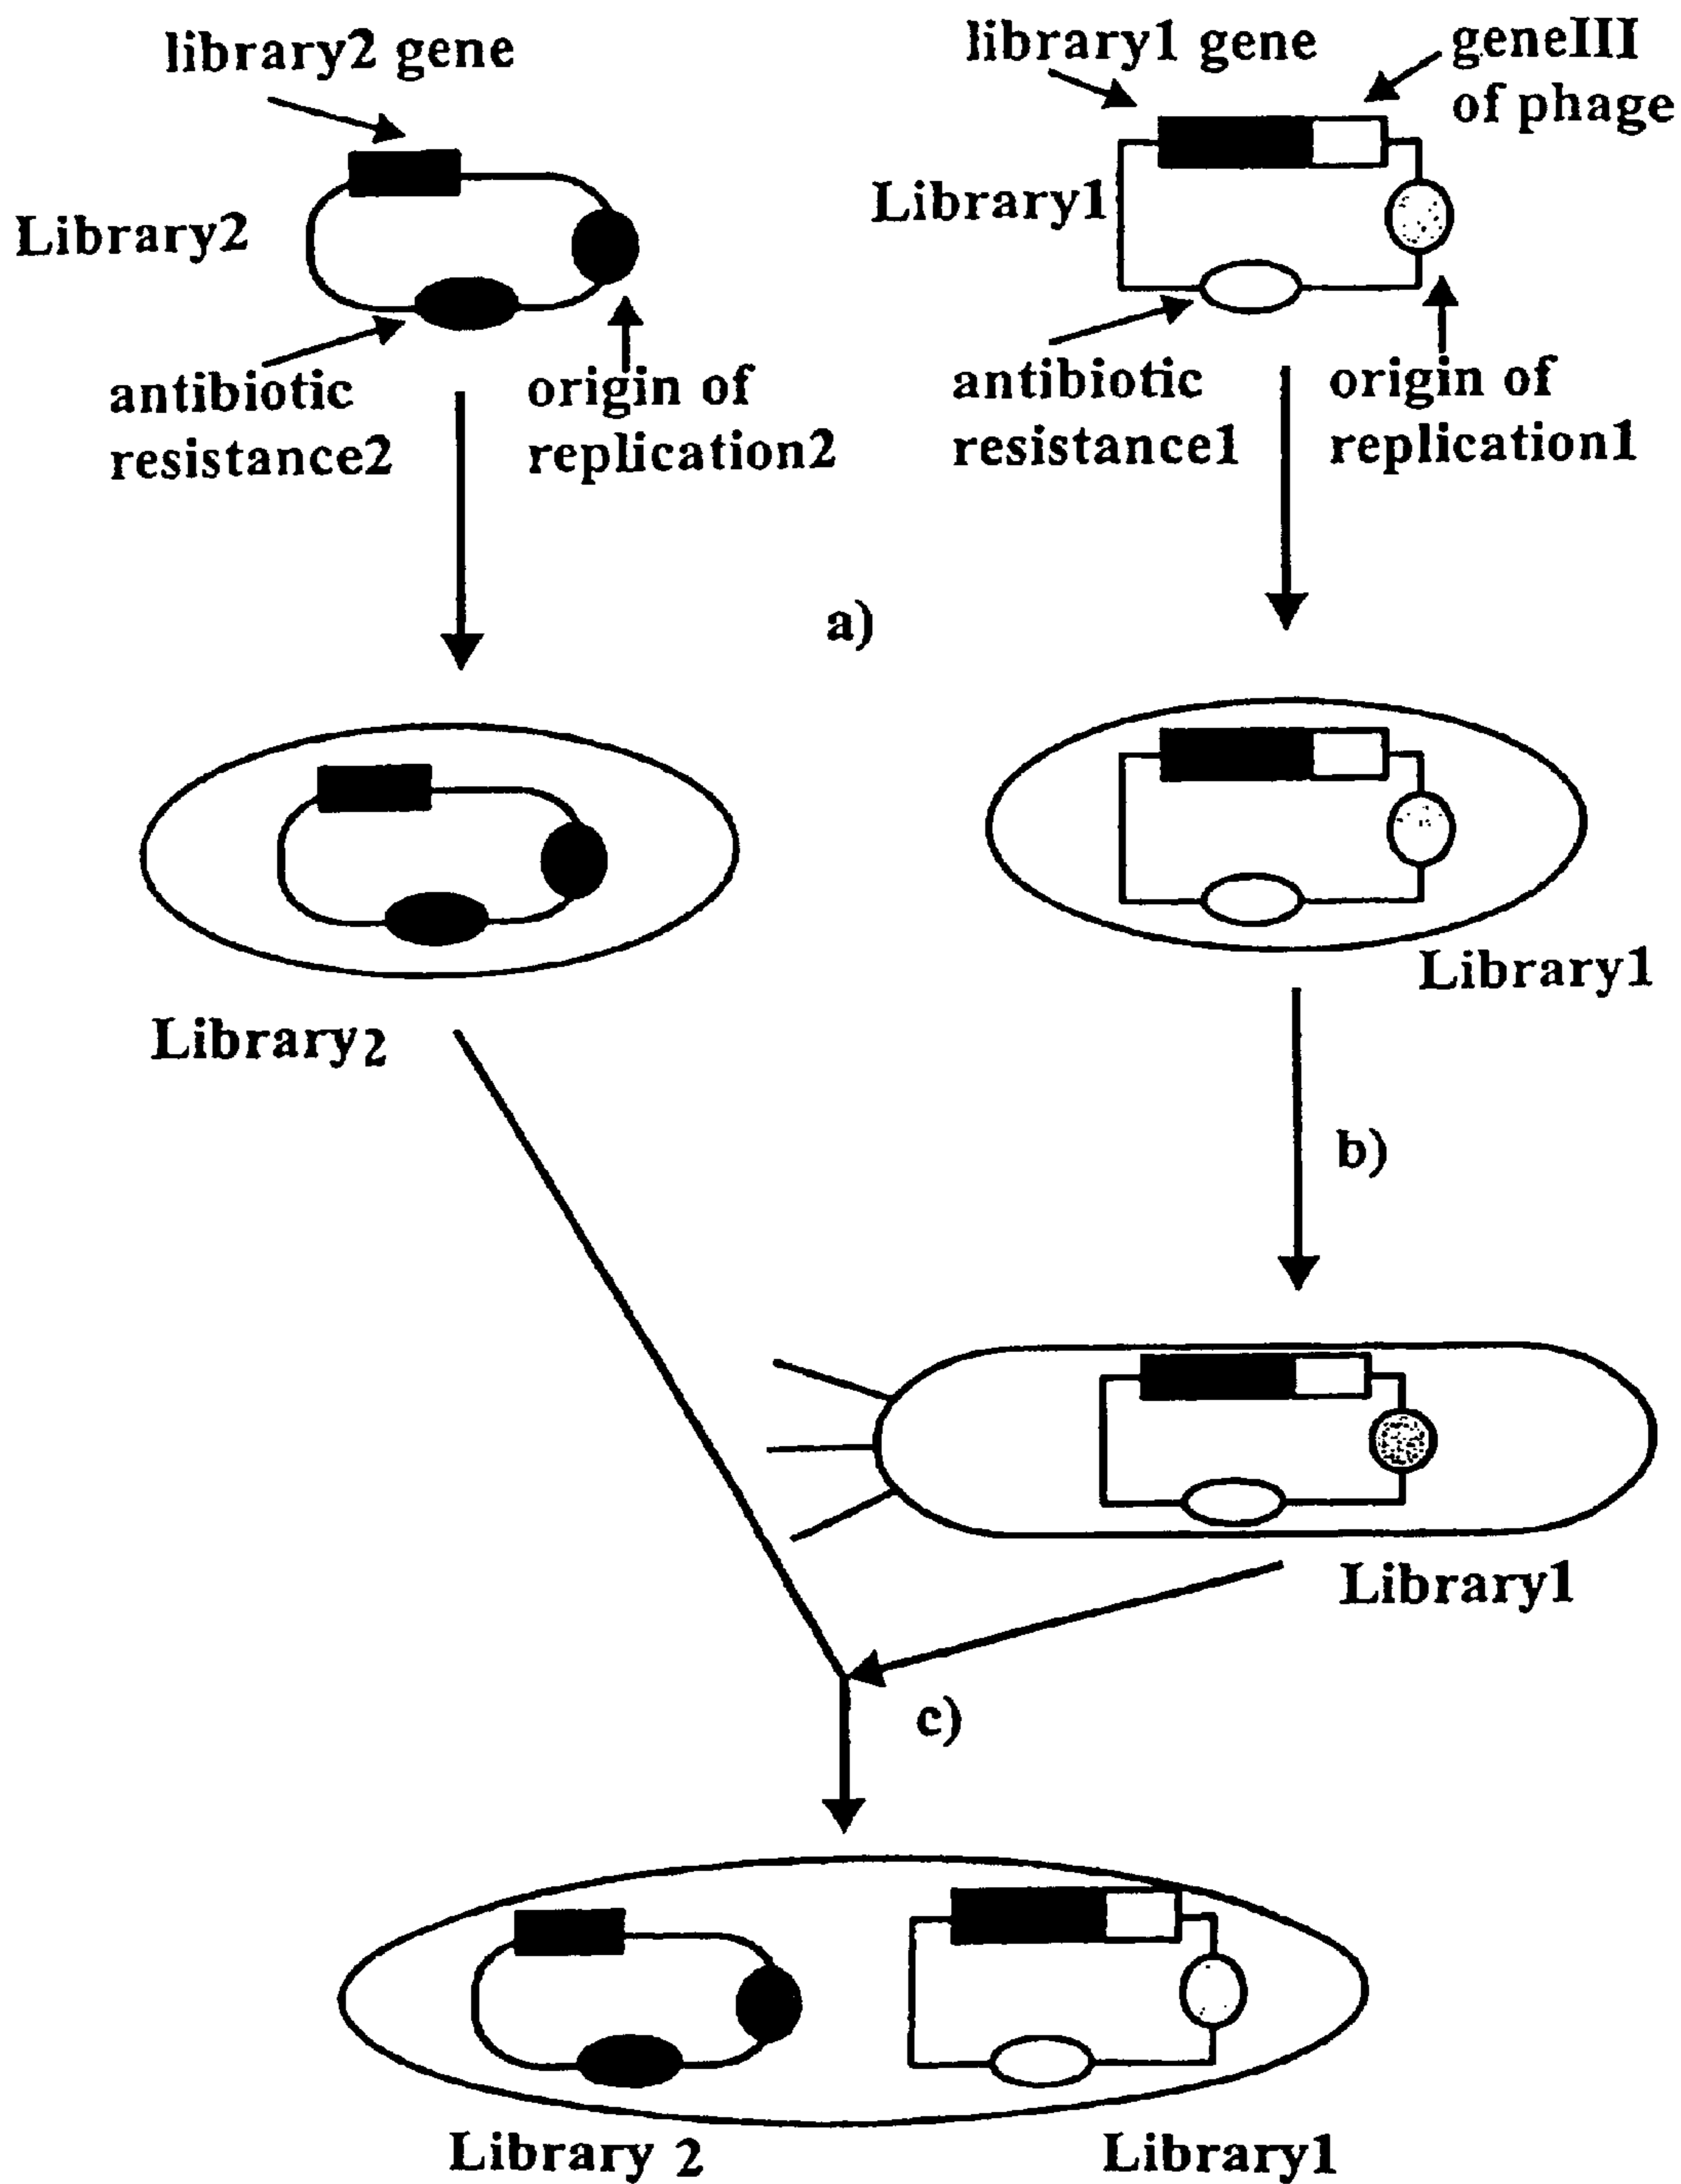 library2 gene
library1 gene
geneIII
of phage
Library2
Library1
antibiotic
resistance2
origin of
replication2
antibiotic
resistance1
origin of
replication1
a)
Library2
Library1
b)
Library1
c)
Library 2
Library1